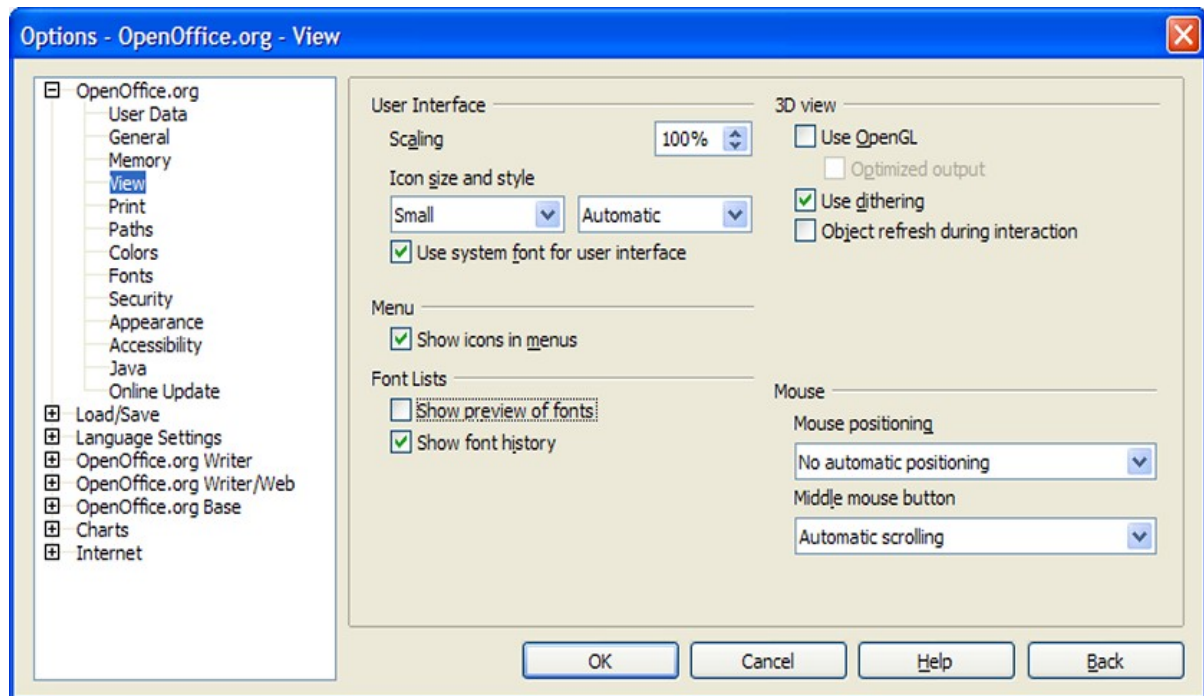 Options - OpenOffice.org - View
OpenOffice.org
User Data
General
Memory
View
Print
Paths
Colors
Fonts
Security
Appearance
Accessibility
Java
Online Update
Load/Save
Language Settings
OpenOffice.org Writer
OpenOffice.org Writer/Web
OpenOffice.org Base
Charts
Internet
User Interface
Scaling 100%
Icon size and style
Small Automatic
Use system font for user interface
Menu
Show icons in menus
Font Lists
Show preview of fonts
Show font history
3D view
Use OpenGL
Optimized output
Use dithering
Object refresh during interaction
Mouse
Mouse positioning
No automatic positioning
Middle mouse button
Automatic scrolling
OK Cancel Help Back